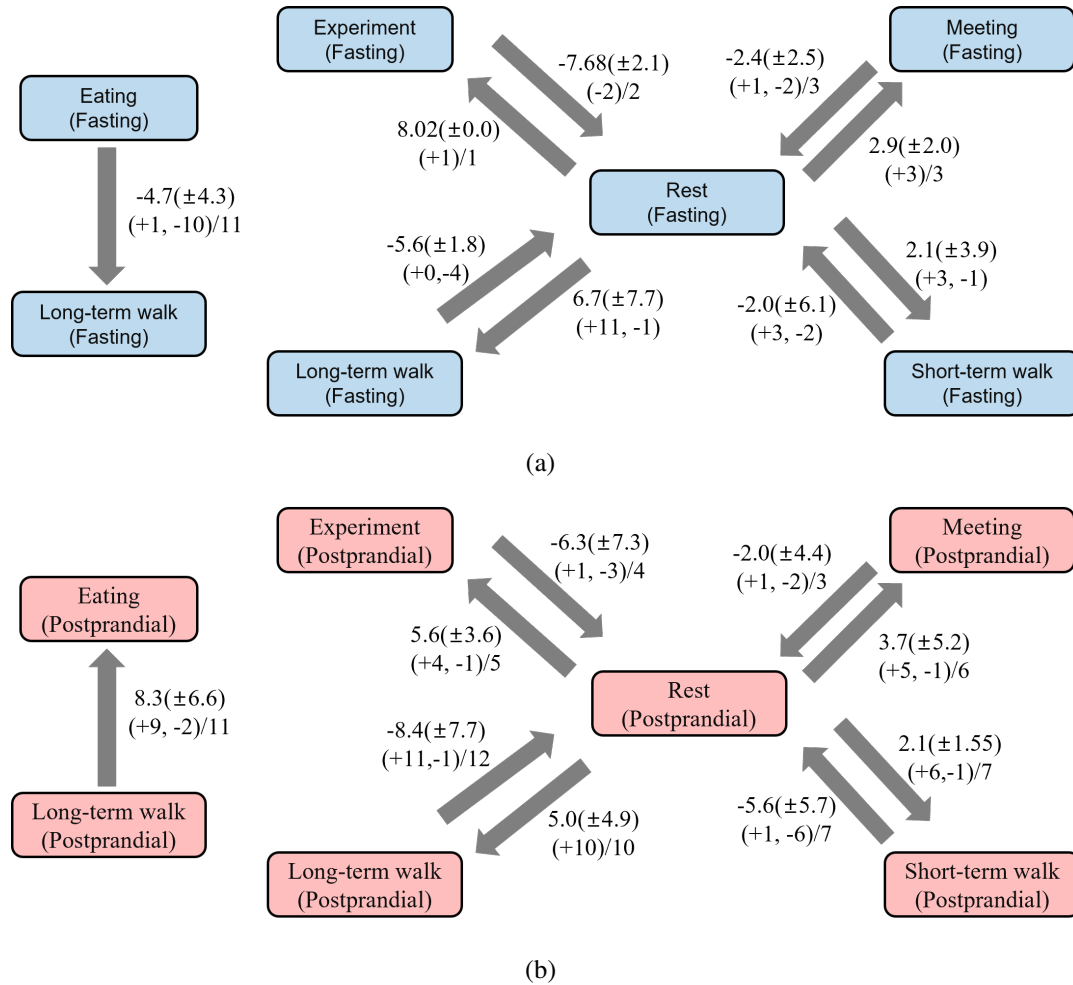 Experiment
(Fasting)
Meeting
(Fasting)
-7.68(±2.1)
(-2)/2
-2.4(±2.5)
(+1, -2)/3
Eating
(Fasting)
8.02(±0.0)
(+1)/1
2.9(±2.0)
(+3)/3
Rest
(Fasting)
-4.7(±4.3)
(+1, -10)/11
-5.6(±1.8)
(+0,-4)
2.1(±3.9)
(+3, -1)
6.7(±7.7)
(+11, -1)
-2.0(±6.1)
(+3, -2)
Long-term walk
(Fasting)
Long-term walk
(Fasting)
Short-term walk
(Fasting)
(a)
Experiment
(Postprandial)
Meeting
(Postprandial)
-6.3(±7.3)
(+1, -3)/4
-2.0(±4.4)
(+1, -2)/3
Eating
(Postprandial)
5.6(±3.6)
(+4, -1)/5
3.7(±5.2)
(+5, -1)/6
Rest
(Postprandial)
8.3(±6.6)
(+9, -2)/11
-8.4(±7.7)
(+11,-1)/12
2.1(±1.55)
(+6,-1)/7
5.0(±4.9)
(+10)/10
-5.6(±5.7)
(+1, -6)/7
Long-term walk
(Postprandial)
Long-term walk
(Postprandial)
Short-term walk
(Postprandial)
(b)